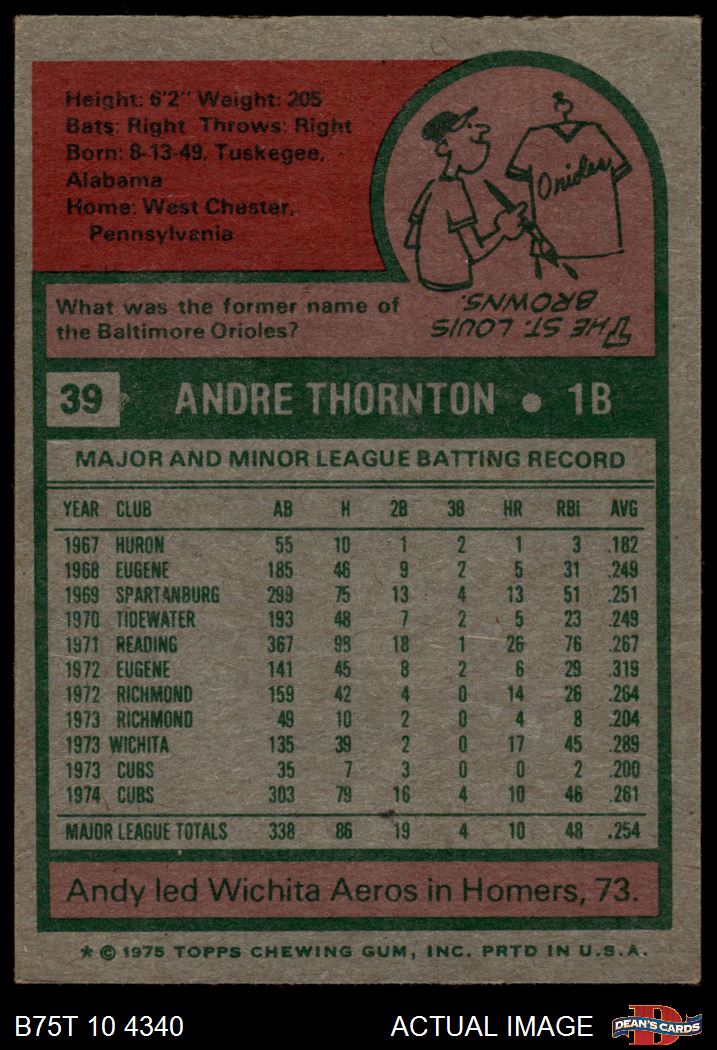 Height: 6'2" Weight: 205
Bats: Right Throws: Right
Born: 8-13-49, Tuskegee,
Alabama
Home: West Chester,
Pennsylvania
Orioles
What was the former name of
the Baltimore Orioles?
THE ST. LOUIS
BROWNS.
39 ANDRE THORNTON • 1B
MAJOR AND MINOR LEAGUE BATTING RECORD
YEAR CLUB AB H 2B 3B HR RBI AVG
1967 HURON 55 10 1 2 1 3 .182
1968 EUGENE 185 46 9 2 5 31 .249
1969 SPARTANBURG 299 75 13 4 13 51 .251
1970 TIDEWATER 193 48 7 2 5 23 .249
1971 READING 367 98 18 1 26 76 .267
1972 EUGENE 141 45 8 2 6 29 .319
1972 RICHMOND 159 42 4 0 14 26 .264
1973 RICHMOND 49 10 2 0 4 8 .204
1973 WICHITA 135 39 2 0 17 45 .289
1973 CUBS 35 7 3 0 0 2 .200
1974 CUBS 303 79 16 4 10 46 .261
MAJOR LEAGUE TOTALS 338 86 19 4 10 48 .254
Andy led Wichita Aeros in Homers, 73.
* © 1975 TOPPS CHEWING GUM, INC. PRTD IN U.S.A.
B75T 10 4340 ACTUAL IMAGE D DEAN'S CARDS